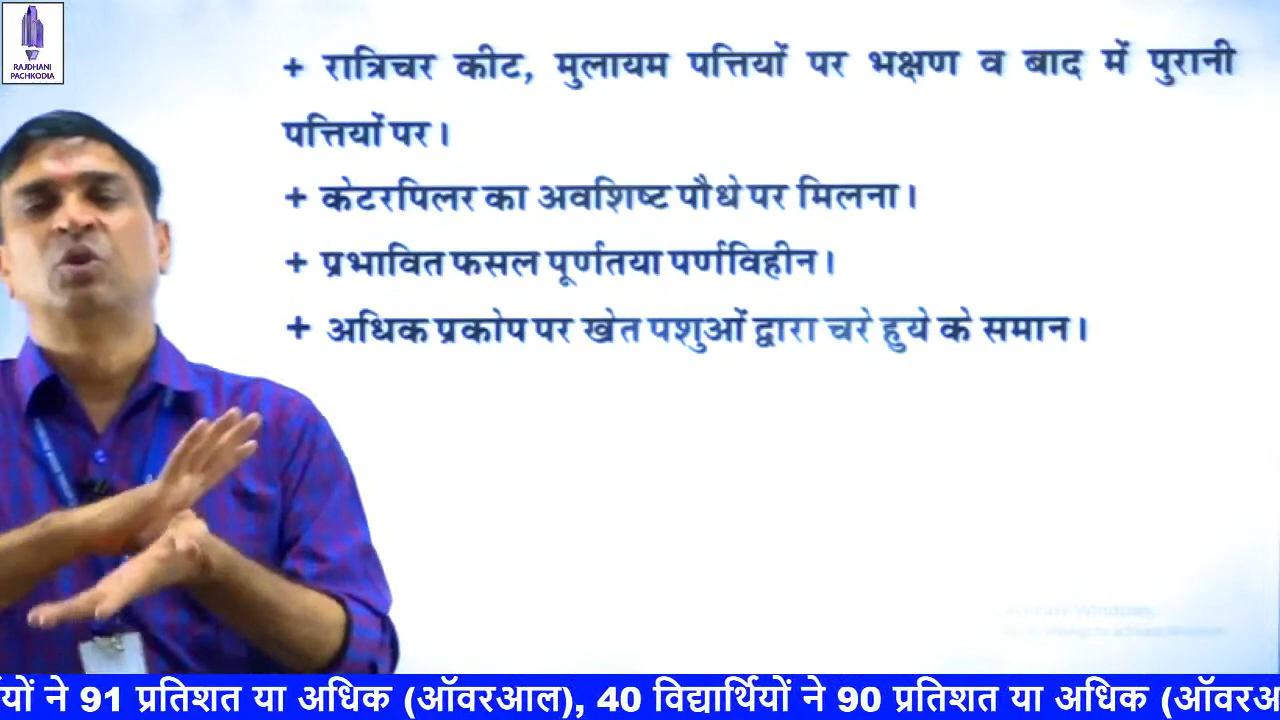 RAJDHANI
PACHKODIA
+ रात्रिचर कीट, मुलायम पत्तियों पर भक्षण व बाद में पुरानी
पत्तियों पर।
+ केटरपिलर का अवशिष्ट पौधे पर मिलना।
+ प्रभावित फसल पूर्णतया पर्णविहीन।
+ अधिक प्रकोप पर खेत पशुओं द्वारा चरे हुये के समान।
ने 91 प्रतिशत या अधिक (ऑवरआल), 40 विद्यार्थियों ने 90 प्रतिशत या अधिक